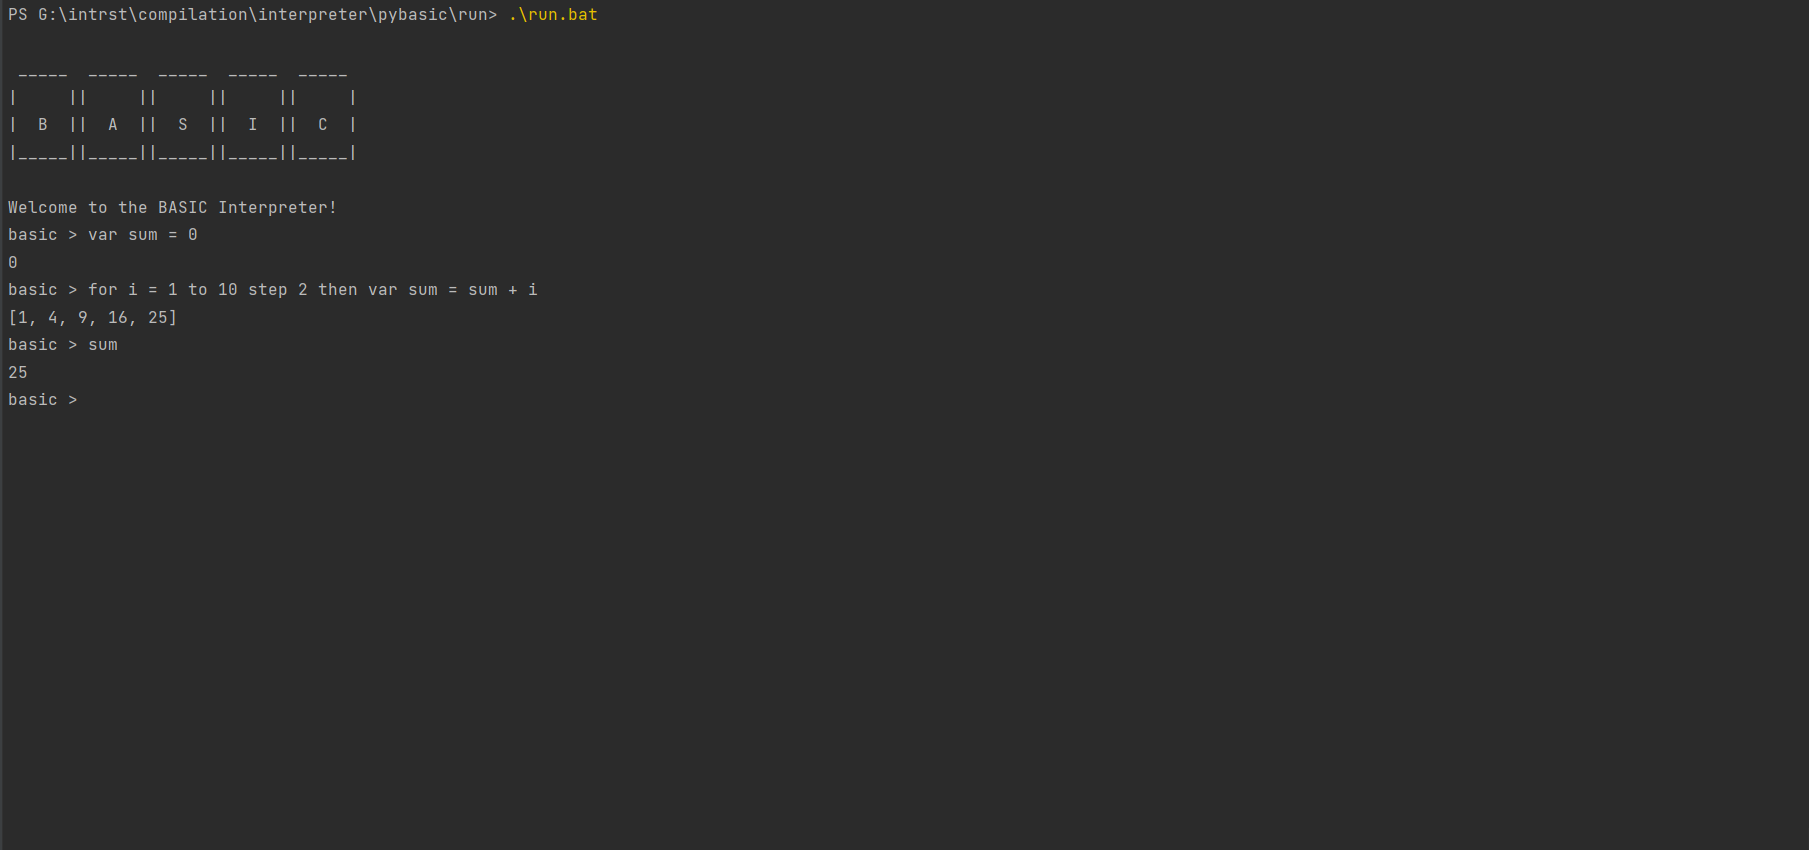 PS G:\intrst\compilation\interpreter\pybasic\run> .\run.bat
 _____  _____  _____  _____  _____
|     ||     ||     ||     ||     |
|  B  ||  A  ||  S  ||  I  ||  C  |
|_____||_____||_____||_____||_____|
Welcome to the BASIC Interpreter!
basic > var sum = 0
0
basic > for i = 1 to 10 step 2 then var sum = sum + i
[1, 4, 9, 16, 25]
basic > sum
25
basic >